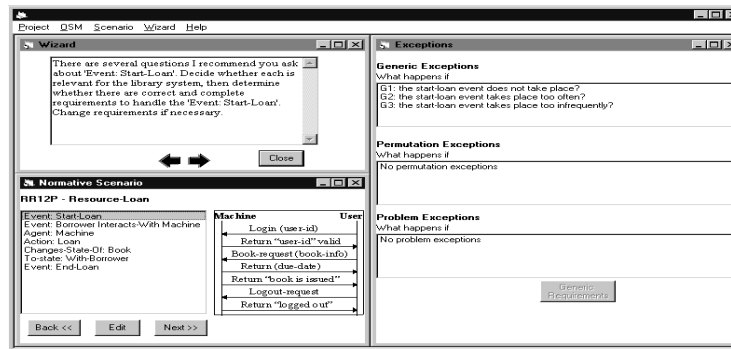 Project OSM Scenario Wizard Help
Wizard
There are several questions I recommend you ask
about 'Event: Start-Loan'. Decide whether each is
relevant for the library system, then determine
whether there are correct and complete
requirements to handle the 'Event: Start-Loan'.
Change requirements if necessary.
Close
Normative Scenario
RR12P - Resource-Loan
Event: Start-Loan
Event: Borrower Interacts-With Machine
Agent: Machine
Action: Loan
Changes-State-Of: Book
To-state: With-Borrower
Event: End-Loan
Machine User
Login (user-id)
Return "user-id" valid
Book-request (book-info)
Return (due-date)
Return "book is issued"
Logout-request
Return "logged out"
Back << Edit Next >>
Exceptions
Generic Exceptions
What happens if
G1: the start-loan event does not take place?
G2: the start-loan event takes place too often?
G3: the start-loan event takes place too infrequently?
Permutation Exceptions
What happens if
No permutation exceptions
Problem Exceptions
What happens if
No problem exceptions
Generic
Requirements